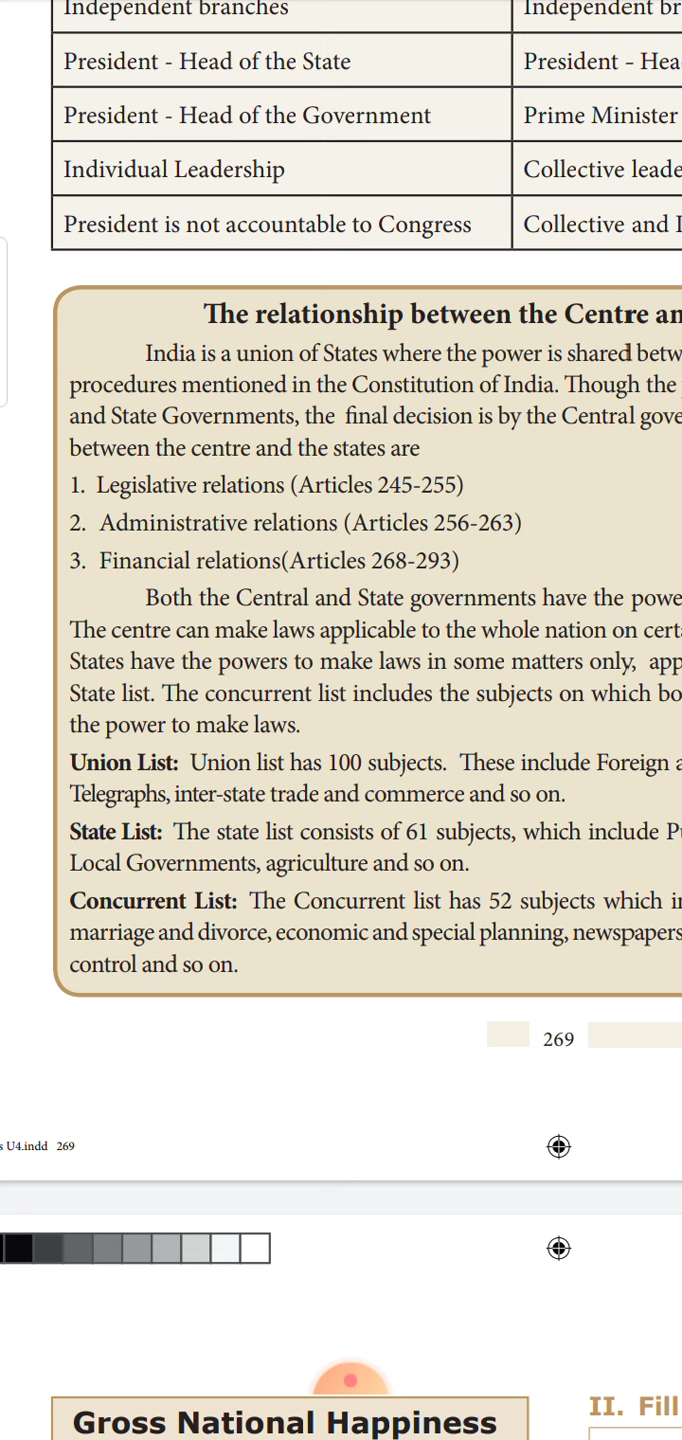 Independent branches
Independent br
President - Head of the State
President - Hea
President - Head of the Government
Prime Minister
Individual Leadership
Collective leade
President is not accountable to Congress
Collective and I
The relationship between the Centre an
India is a union of States where the power is shared betw
procedures mentioned in the Constitution of India. Though the
and State Governments, the final decision is by the Central gove
between the centre and the states are
1. Legislative relations (Articles 245-255)
2. Administrative relations (Articles 256-263)
3. Financial relations(Articles 268-293)
Both the Central and State governments have the powe
The centre can make laws applicable to the whole nation on cert
States have the powers to make laws in some matters only, app
State list. The concurrent list includes the subjects on which bo
the power to make laws.
Union List: Union list has 100 subjects. These include Foreign a
Telegraphs, inter-state trade and commerce and so on.
State List: The state list consists of 61 subjects, which include Pu
Local Governments, agriculture and so on.
Concurrent List: The Concurrent list has 52 subjects which in
marriage and divorce, economic and special planning, newspapers
control and so on.
269
s U4.indd 269
Gross National Happiness
II. Fill